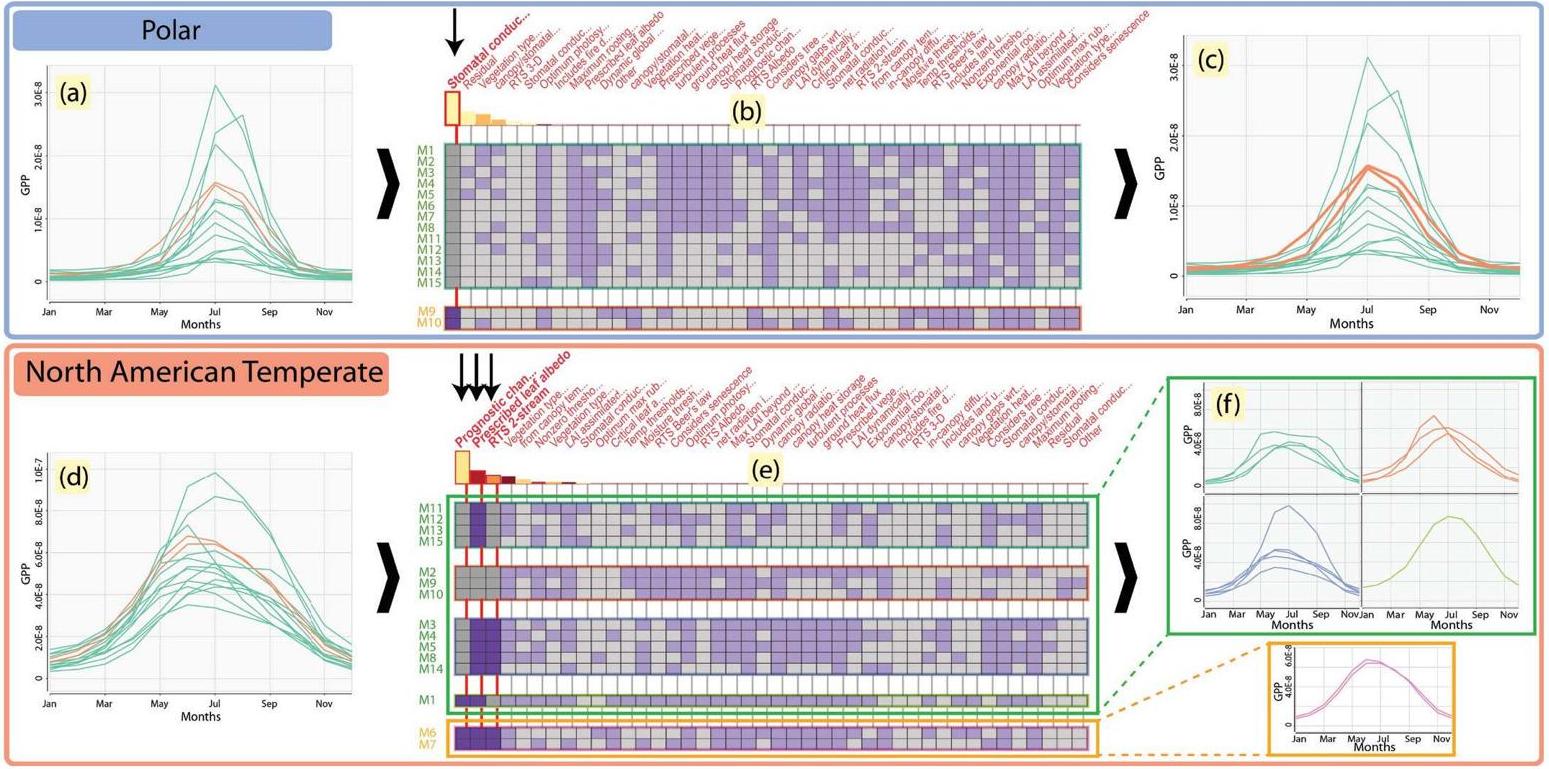 Polar
(a)
3.0E-8
2.0E-8
1.0E-8
0
GPP
Jan Mar May Jul Sep Nov
Months
Stomatal conduc...
Residual
Vegetation type...
canopy/stomatal...
RTS 3-D
Stomatal conduc...
Optimum photosy...
Includes fire d...
Maximum rooting...
Prescribed leaf albedo
Dynamic global ...
Other
canopy/stomatal...
Vegetation heat...
Prescribed vege...
turbulent processes
ground heat flux
canopy heat storage
Stomatal conduc...
Prognostic chan...
RTS Albedo
Considers tree ...
canopy gaps wrt...
LAI dynamically...
Critical leaf a...
Stomatal conduc...
net radiation l...
RTS 2-stream
from canopy tem...
in-canopy diffu...
Moisture thresh...
Temp thresholds...
RTS Beer's law
Includes land u...
Nonzero thresho...
Exponential roo...
canopy radiatio...
Max LAI beyond ...
LAI assimilated...
Optimum max rub...
Vegetation type...
Considers senescence
(b)
M1
M2
M3
M4
M5
M6
M7
M8
M11
M12
M13
M14
M15
M9
M10
(c)
3.0E-8
2.0E-8
1.0E-8
0
GPP
Jan Mar May Jul Sep Nov
Months
North American Temperate
(d)
1.0E-7
8.0E-8
6.0E-8
4.0E-8
2.0E-8
0
GPP
Jan Mar May Jul Sep Nov
Months
Prognostic chan...
Prescribed leaf albedo
RTS 2-stream
Vegetation type...
from canopy tem...
Nonzero thresho...
Vegetation type...
LAI assimilated...
Stomatal conduc...
Optimum max rub...
Critical leaf a...
Temp thresholds...
Moisture thresh...
RTS Beer's law
Considers senescence
Optimum photosy...
RTS Albedo
net radiation l...
Max LAI beyond ...
Stomatal conduc...
Dynamic global ...
canopy radiatio...
canopy heat storage
turbulent processes
ground heat flux
Prescribed vege...
LAI dynamically...
Exponential roo...
canopy/stomatal...
Includes fire d...
RTS 3-D
in-canopy diffu...
Includes land u...
canopy gaps wrt...
Vegetation heat...
Considers tree ...
Stomatal conduc...
canopy/stomatal...
Maximum rooting...
Residual
Stomatal conduc...
Other
(e)
M11
M12
M13
M15
M2
M9
M10
M3
M4
M5
M8
M14
M1
M6
M7
(f)
8.0E-8
4.0E-8
0
GPP
8.0E-8
4.0E-8
0
GPP
8.0E-8
4.0E-8
0
GPP
Jan Mar May Jul Sep Nov
Months
Jan Mar May Jul Sep Nov
Months
6.0E-8
4.0E-8
0
GPP
Jan Mar May Jul Sep Nov
Months